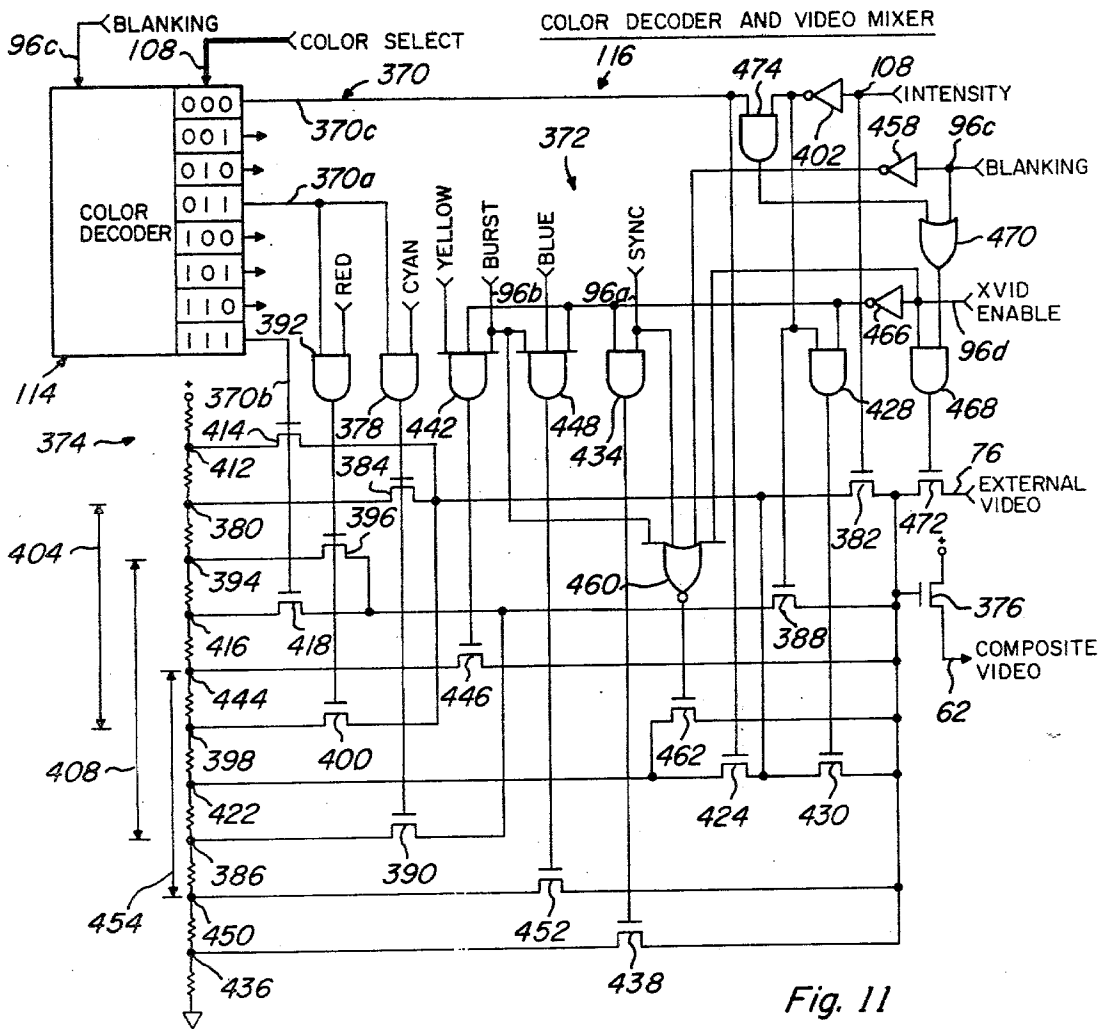 BLANKING
COLOR DECODER AND VIDEO MIXER
96c
108
COLOR SELECT
370
116
474
108
INTENSITY
000
370c
402
458
96c
001
372
BLANKING
010
370a
011
COLOR DECODER
100
RED
CYAN
YELLOW
BURST
BLUE
SYNC
470
101
96b
96a
466
XVID ENABLE
110
392
392
96d
111
114
370b
378
442
448
434
428
468
+
374
414
412
384
76
EXTERNAL VIDEO
380
396
382
472
404
394
460
+
376
408
416
418
388
COMPOSITE VIDEO
444
446
62
398
400
462
422
424
430
386
390
454
450
452
436
438
Fig. 11